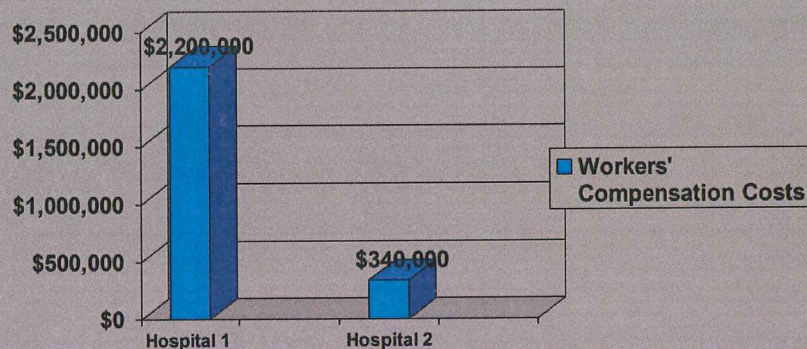 $2,500,000
$2,200,000
$2,000,000
$1,500,000
$1,000,000
$500,000
$340,000
$0
Hospital 1
Hospital 2
Workers'
Compensation Costs